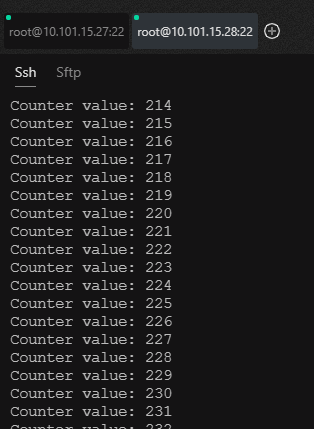 root@10.101.15.27:22 root@10.101.15.28:22
Ssh Sftp
Counter value: 214
Counter value: 215
Counter value: 216
Counter value: 217
Counter value: 218
Counter value: 219
Counter value: 220
Counter value: 221
Counter value: 222
Counter value: 223
Counter value: 224
Counter value: 225
Counter value: 226
Counter value: 227
Counter value: 228
Counter value: 229
Counter value: 230
Counter value: 231
Counter value: 232